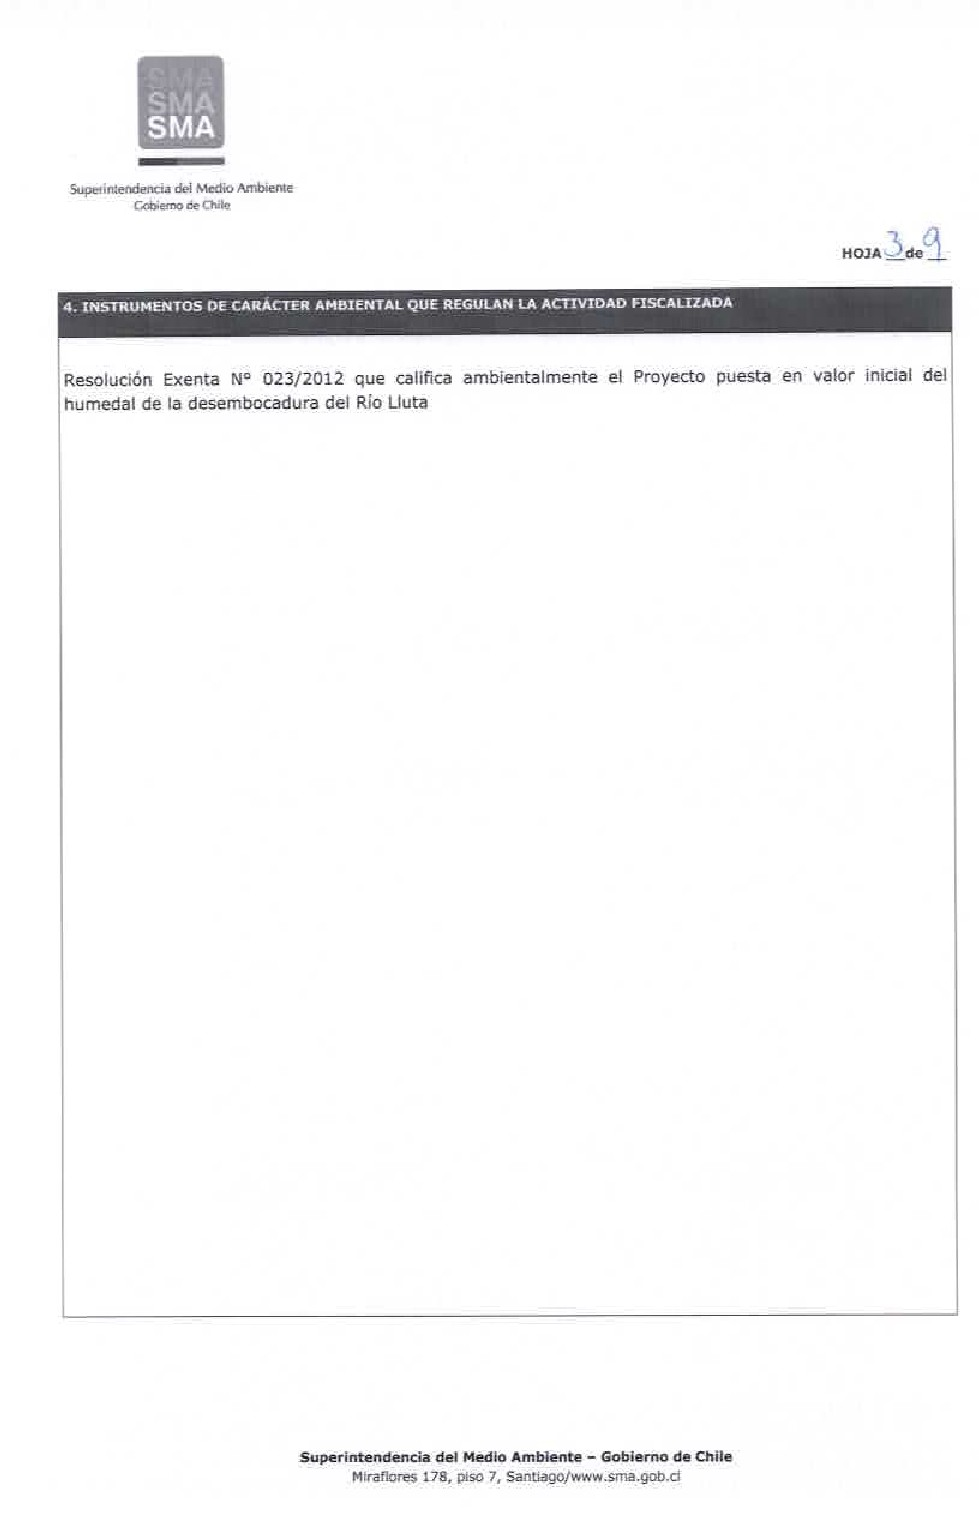 SMA
SMA
SMA
Superintendencia del Medio Ambiente
Gobierno de Chile
HOJA 3 de 9
4. INSTRUMENTOS DE CARÁCTER AMBIENTAL QUE REGULAN LA ACTIVIDAD FISCALIZADA
Resolución Exenta Nº 023/2012 que califica ambientalmente el Proyecto puesta en valor inicial del
humedal de la desembocadura del Río Lluta
Superintendencia del Medio Ambiente – Gobierno de Chile
Miraflores 178, piso 7, Santiago/www.sma.gob.cl